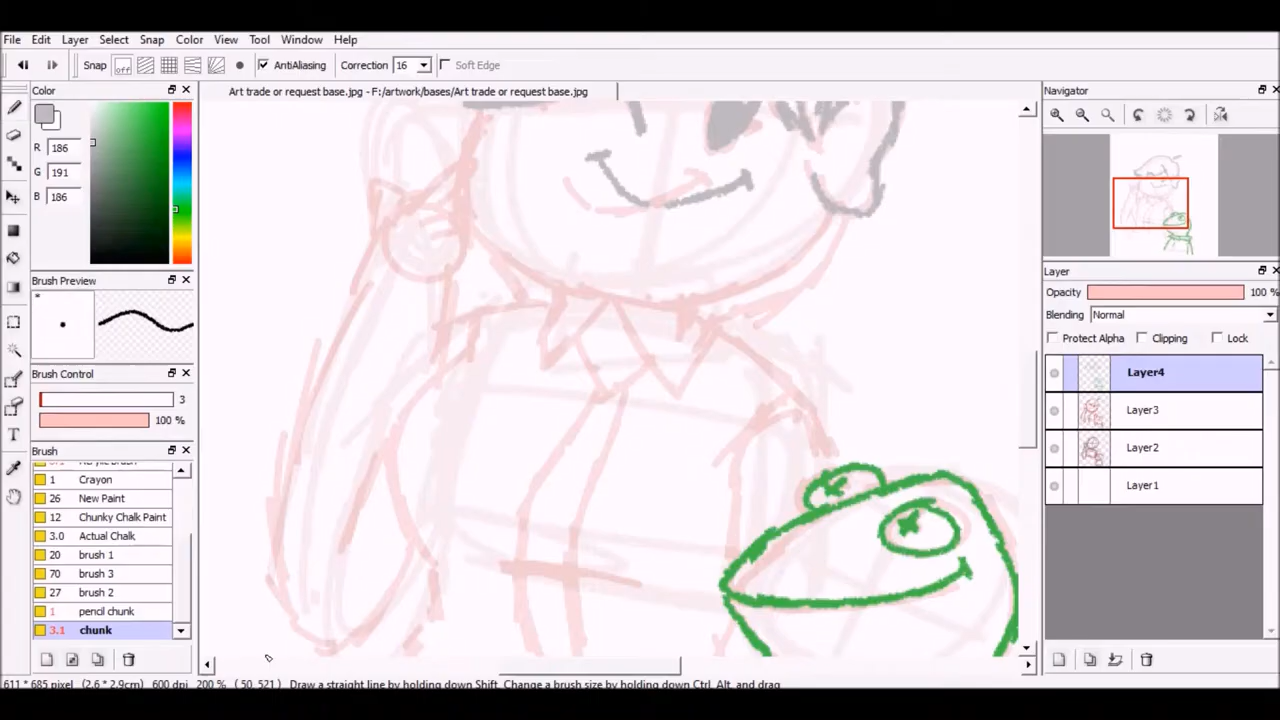 File Edit Layer Select Snap Color View Tool Window Help
Snap off AntiAliasing Correction 16 Soft Edge
Color
Art trade or request base.jpg - F:/artwork/bases/Art trade or request base.jpg
Navigator
R 186
G 191
B 186
Brush Preview
*
Layer
Opacity 100 %
Blending Normal
Protect Alpha Clipping Lock
Brush Control
3
100 %
Layer4
Layer3
Layer2
Layer1
Brush
1 Crayon
26 New Paint
12 Chunky Chalk Paint
3.0 Actual Chalk
20 brush 1
70 brush 3
27 brush 2
1 pencil chunk
3.1 chunk
611 * 685 pixel (2.6 * 2.9cm) 600 dpi 200 % (50, 521) Draw a straight line by holding down Shift, Change a brush size by holding down Ctrl, Alt, and drag